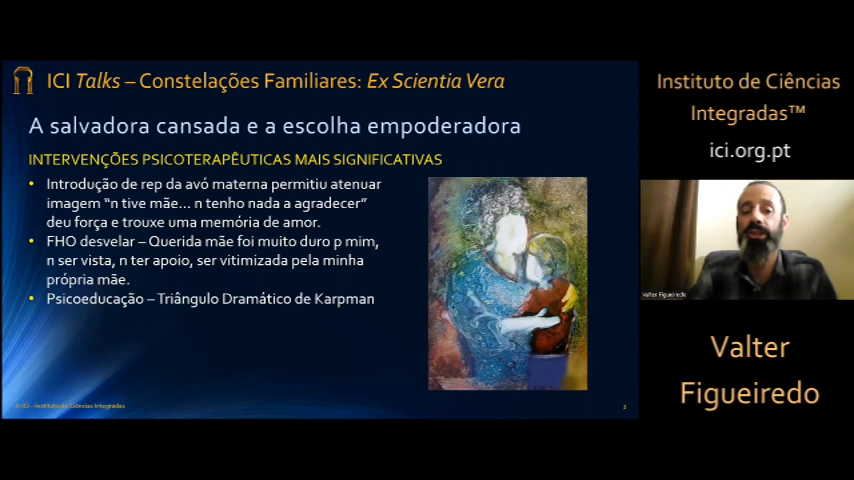 ICI Talks – Constelações Familiares: Ex Scientia Vera
A salvadora cansada e a escolha empoderadora
INTERVENÇÕES PSICOTERAPÊUTICAS MAIS SIGNIFICATIVAS
• Introdução de rep da avó materna permitiu atenuar
imagem “n tive mãe... n tenho nada a agradecer”
deu força e trouxe uma memória de amor.
• FHO desvelar – Querida mãe foi muito duro p mim,
n ser vista, n ter apoio, ser vitimizada pela minha
própria mãe.
• Psicoeducação – Triângulo Dramático de Karpman
© ICI - Instituto de Ciências Integradas
3
Instituto de Ciências
Integradas™
ici.org.pt
Valter Figueiredo
Valter
Figueiredo